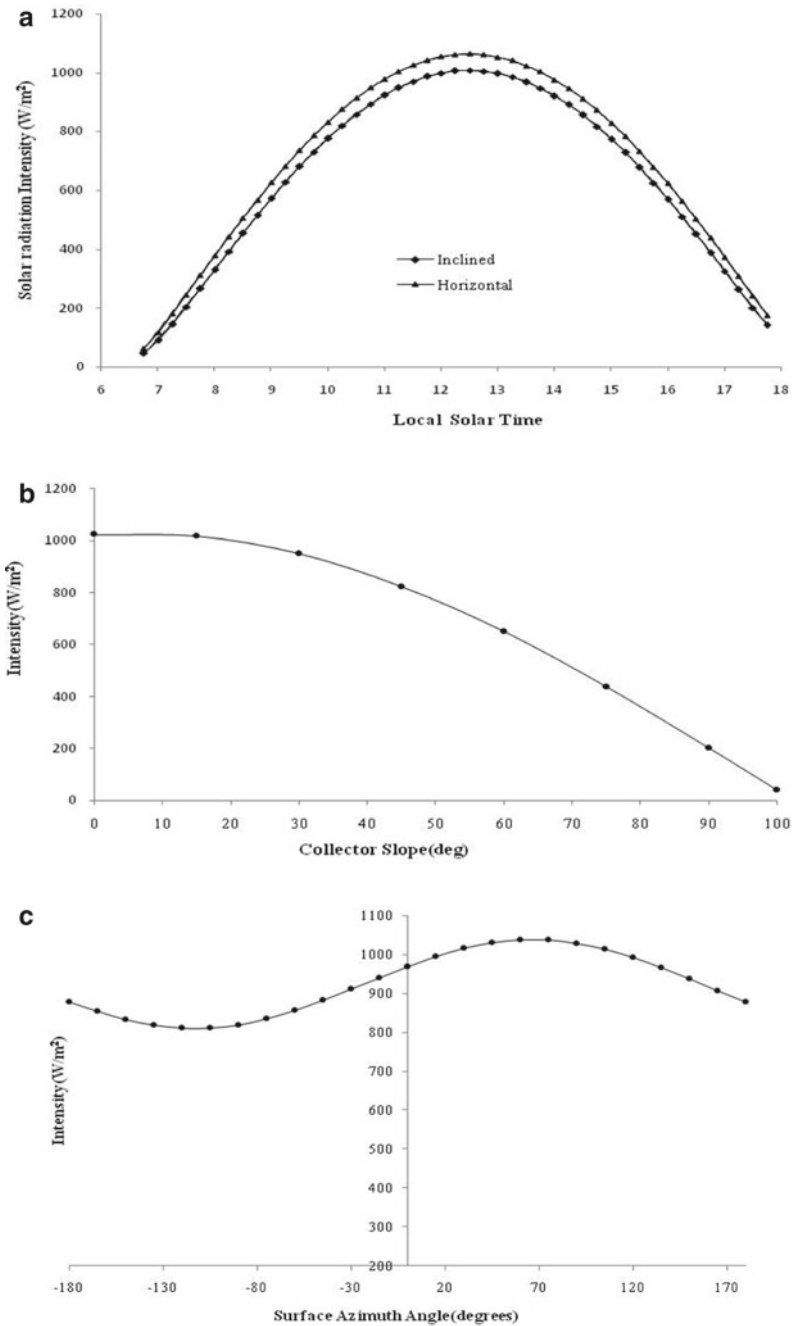 a
1200
1000
800
600
400
200
0
Solar radiation Intensity (W/m²)
Inclined
Horizontal
6 7 8 9 10 11 12 13 14 15 16 17 18
Local Solar Time
b
1200
1000
800
600
400
200
0
Intensity(W/m²)
0 10 20 30 40 50 60 70 80 90 100
Collector Slope(deg)
c
1100
1000
900
800
700
600
500
400
300
200
Intensity(W/m²)
-180 -130 -80 -30 20 70 120 170
Surface Azimuth Angle(degrees)